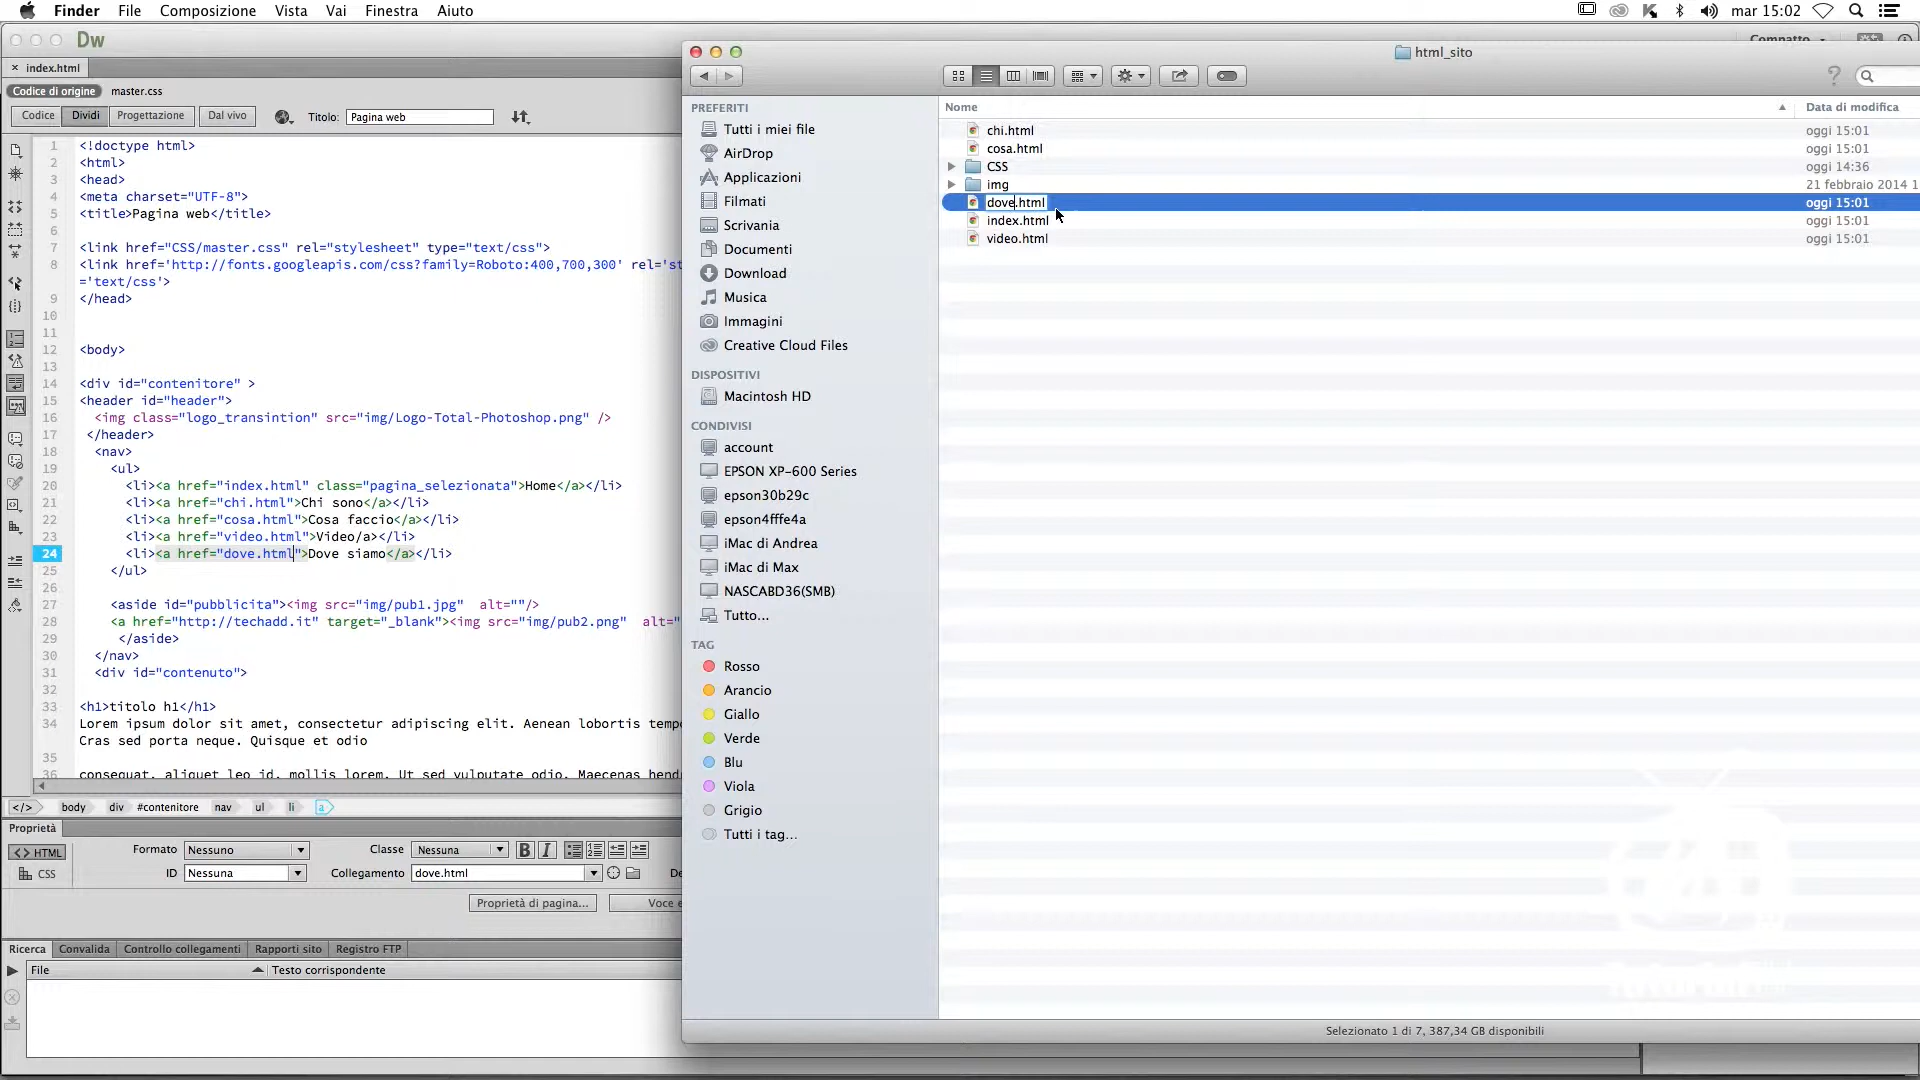 Finder File Composizione Vista Vai Finestra Aiuto mar 15:02
Dw
index.html
Codice di origine master.css
Codice Dividi Progettazione Dal vivo Titolo: Pagina web
1 <!doctype html>
2 <html>
3 <head>
4 <meta charset="UTF-8">
5 <title>Pagina web</title>
6
7 <link href="CSS/master.css" rel="stylesheet" type="text/css">
8 <link href='http://fonts.googleapis.com/css?family=Roboto:400,700,300' rel='st
='text/css'>
9 </head>
10
11
12 <body>
13
14 <div id="contenitore" >
15 <header id="header">
16 <img class="logo_transintion" src="img/Logo-Total-Photoshop.png" />
17 </header>
18 <nav>
19 <ul>
20 <li><a href="index.html" class="pagina_selezionata">Home</a></li>
21 <li><a href="chi.html">Chi sono</a></li>
22 <li><a href="cosa.html">Cosa faccio</a></li>
23 <li><a href="video.html">Video/a></li>
24 <li><a href="dove.html">Dove siamo</a></li>
25 </ul>
26
27 <aside id="pubblicita"><img src="img/pub1.jpg" alt=""/>
28 <a href="http://techadd.it" target="_blank"><img src="img/pub2.png" alt="
29 </aside>
30 </nav>
31 <div id="contenuto">
32
33 <h1>titolo h1</h1>
34 Lorem ipsum dolor sit amet, consectetur adipiscing elit. Aenean lobortis tempo
Cras sed porta neque. Quisque et odio
35
36 consequat, aliquet leo id, mollis lorem. Ut sed vulputate odio. Maecenas hendr
</> body div #contenitore nav ul li a
Proprietà
<> HTML Formato Nessuno Classe Nessuna B I
CSS ID Nessuna Collegamento dove.html De
Proprietà di pagina... Voce e
Ricerca Convalida Controllo collegamenti Rapporti sito Registro FTP
File Testo corrispondente
Compatto
html_sito
PREFERITI
Tutti i miei file
AirDrop
Applicazioni
Filmati
Scrivania
Documenti
Download
Musica
Immagini
Creative Cloud Files
DISPOSITIVI
Macintosh HD
CONDIVISI
account
EPSON XP-600 Series
epson30b29c
epson4fffe4a
iMac di Andrea
iMac di Max
NASCABD36(SMB)
Tutto...
TAG
Rosso
Arancio
Giallo
Verde
Blu
Viola
Grigio
Tutti i tag...
Nome Data di modifica
chi.html oggi 15:01
cosa.html oggi 15:01
CSS oggi 14:36
img 21 febbraio 2014 1
dove.html oggi 15:01
index.html oggi 15:01
video.html oggi 15:01
Selezionato 1 di 7, 387,34 GB disponibili